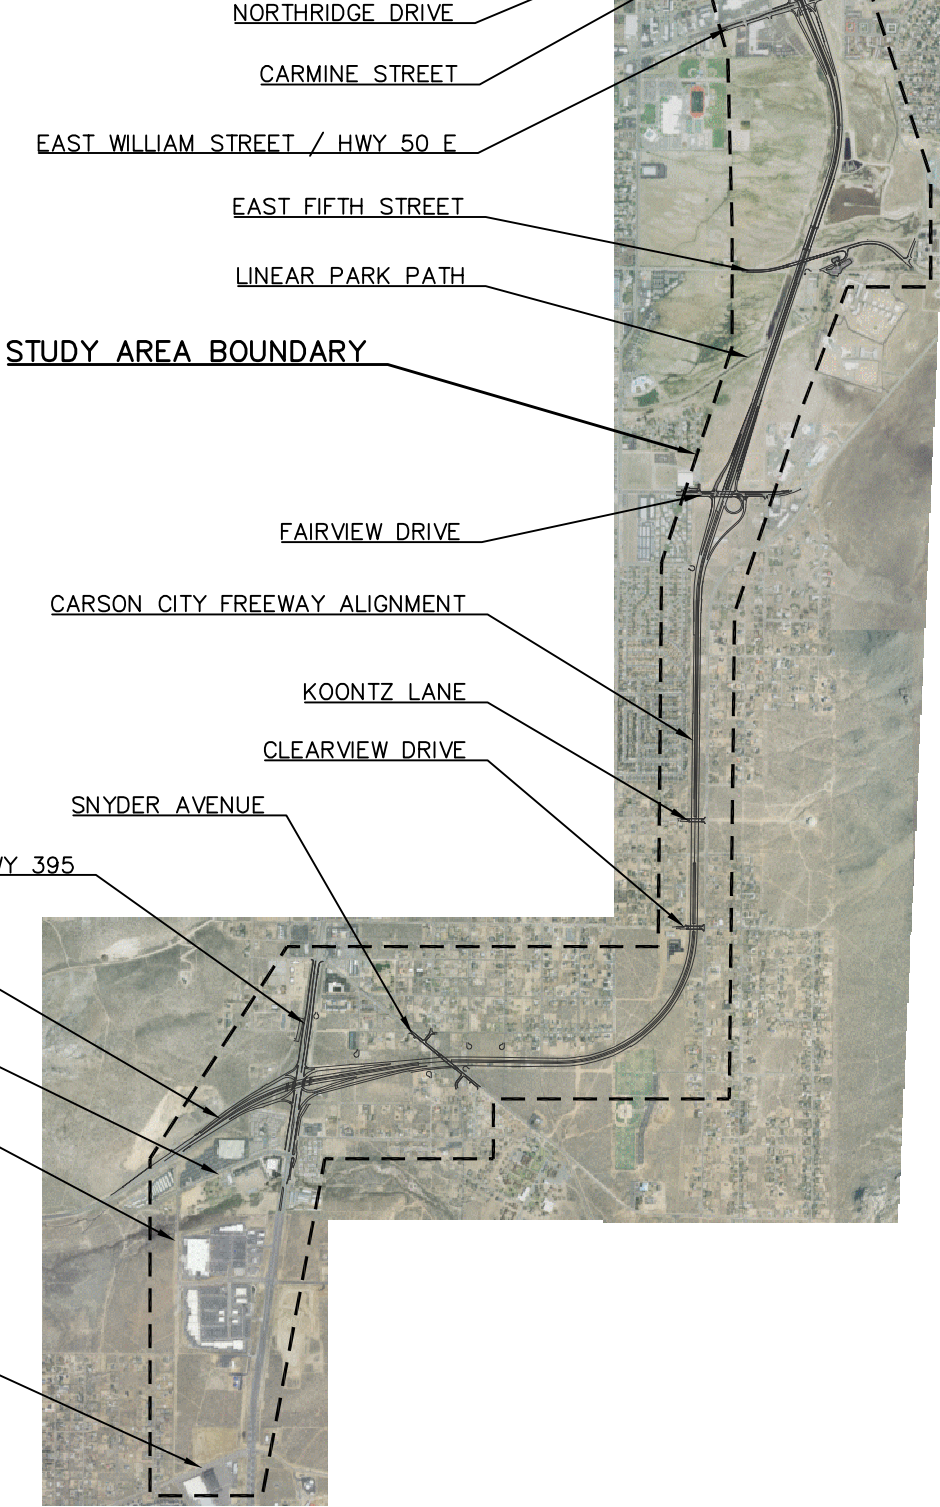 NORTHRIDGE DRIVE
CARMINE STREET
EAST WILLIAM STREET / HWY 50 E
EAST FIFTH STREET
LINEAR PARK PATH
STUDY AREA BOUNDARY
FAIRVIEW DRIVE
CARSON CITY FREEWAY ALIGNMENT
KOONTZ LANE
CLEARVIEW DRIVE
SNYDER AVENUE
395